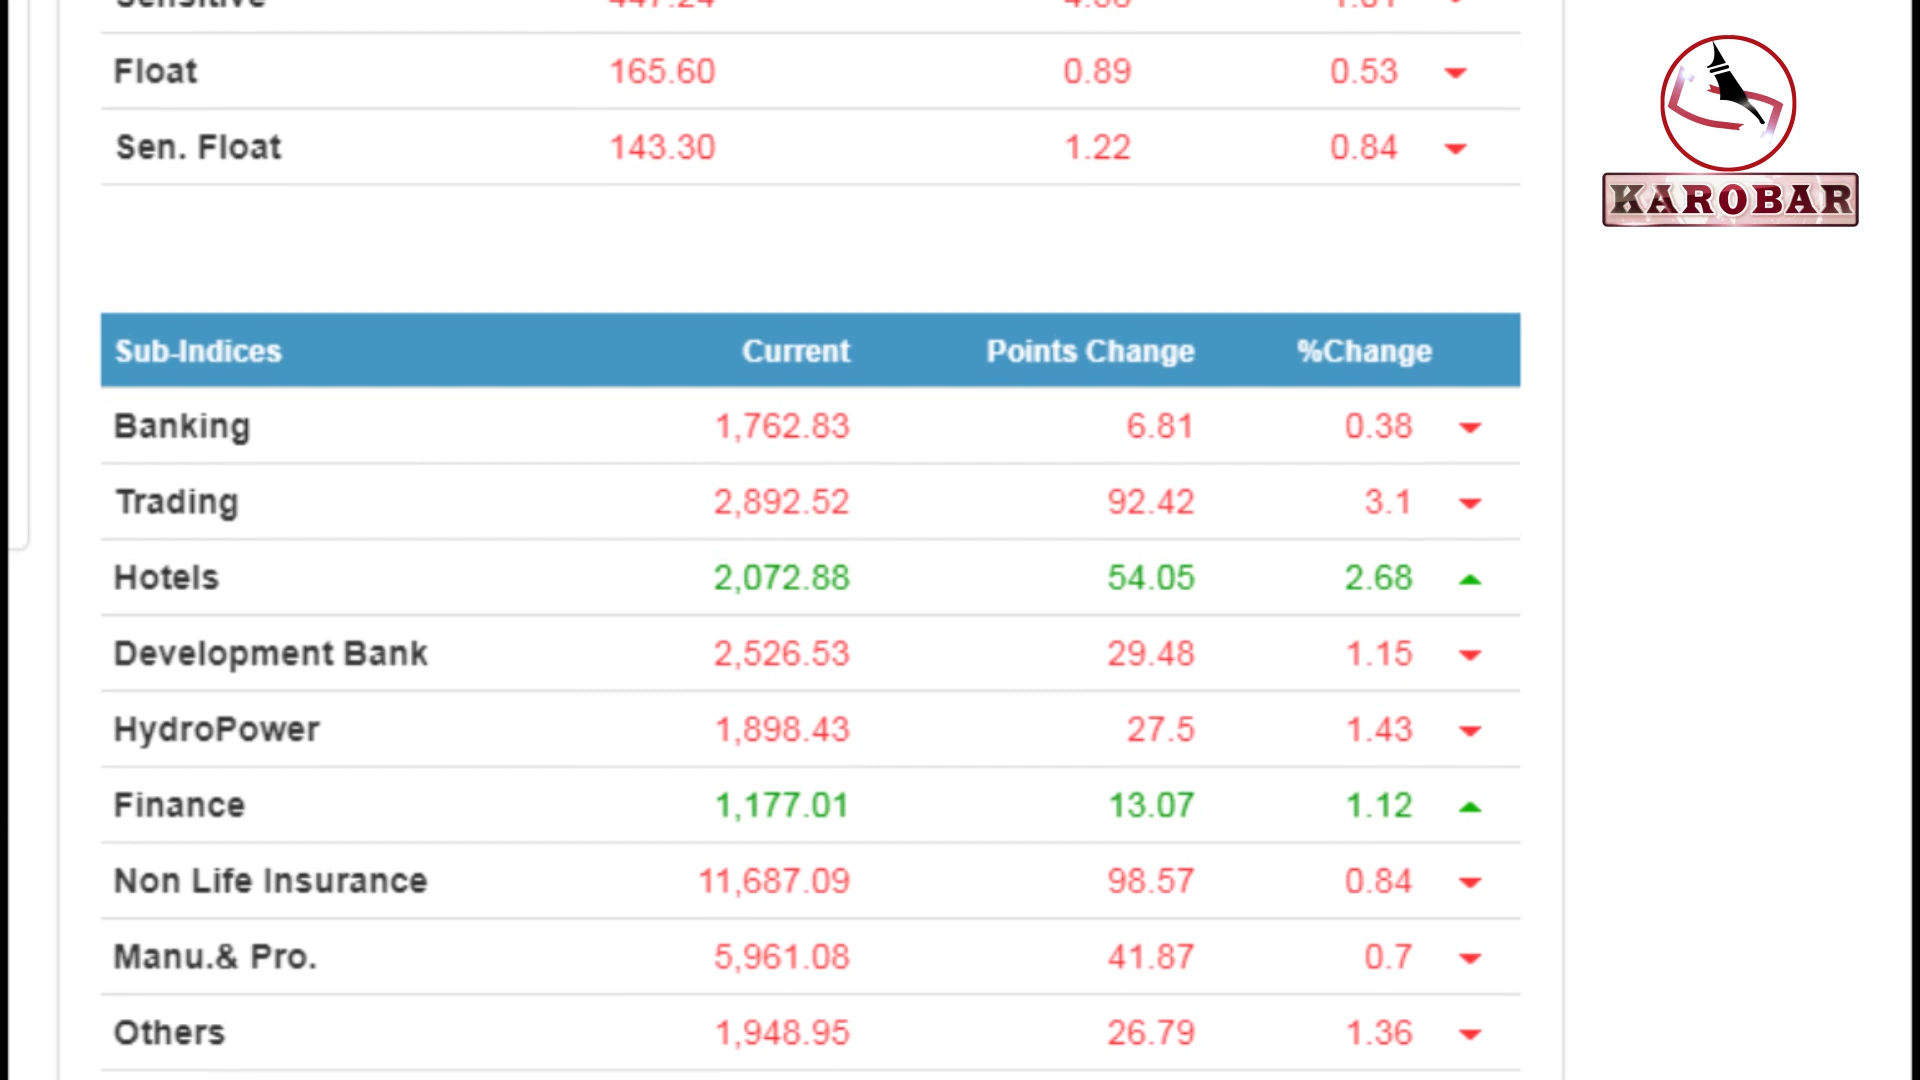 Float 165.60 0.89 0.53
Sen. Float 143.30 1.22 0.84
KAROBAR
Sub-Indices Current Points Change %Change
Banking 1,762.83 6.81 0.38
Trading 2,892.52 92.42 3.1
Hotels 2,072.88 54.05 2.68
Development Bank 2,526.53 29.48 1.15
HydroPower 1,898.43 27.5 1.43
Finance 1,177.01 13.07 1.12
Non Life Insurance 11,687.09 98.57 0.84
Manu.& Pro. 5,961.08 41.87 0.7
Others 1,948.95 26.79 1.36